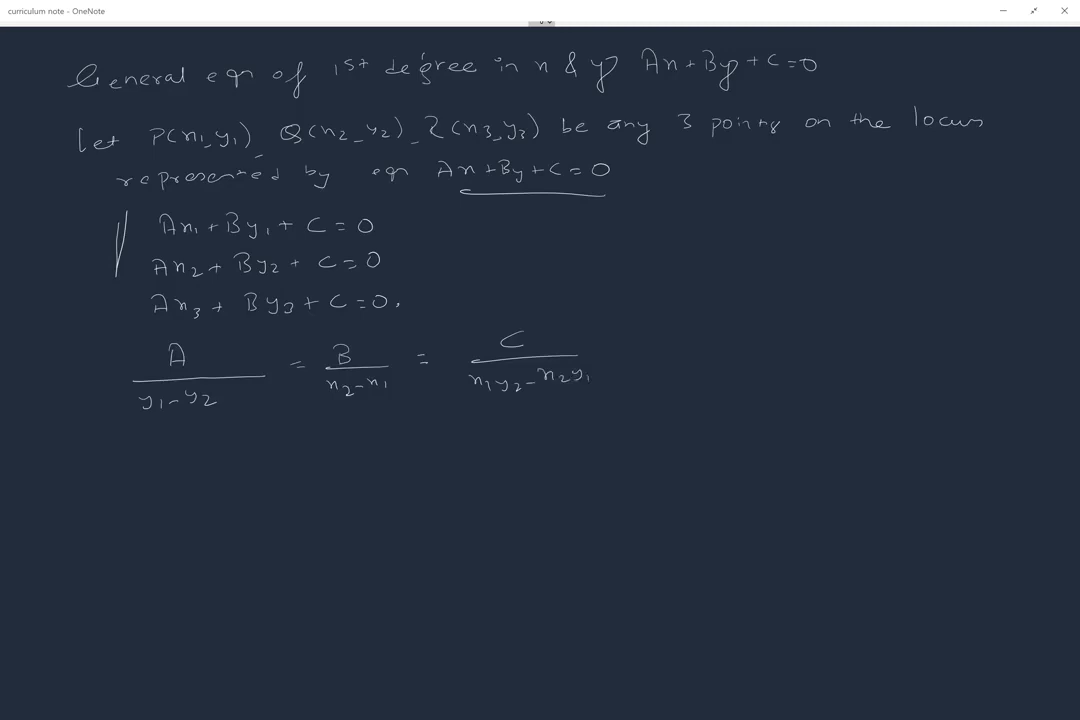 curriculum note - OneNote
General eqn of 1st degree in x & y Ax + By + C = 0
Let P(x1, y1) Q(x2, y2), R(x3, y3) be any 3 points on the locus
represented by eqn Ax + By + C = 0
Ax1 + By1 + C = 0
Ax2 + By2 + C = 0
Ax3 + By3 + C = 0.
A/(y1 - y2) = B/(x2 - x1) = C/(x1y2 - x2y1)